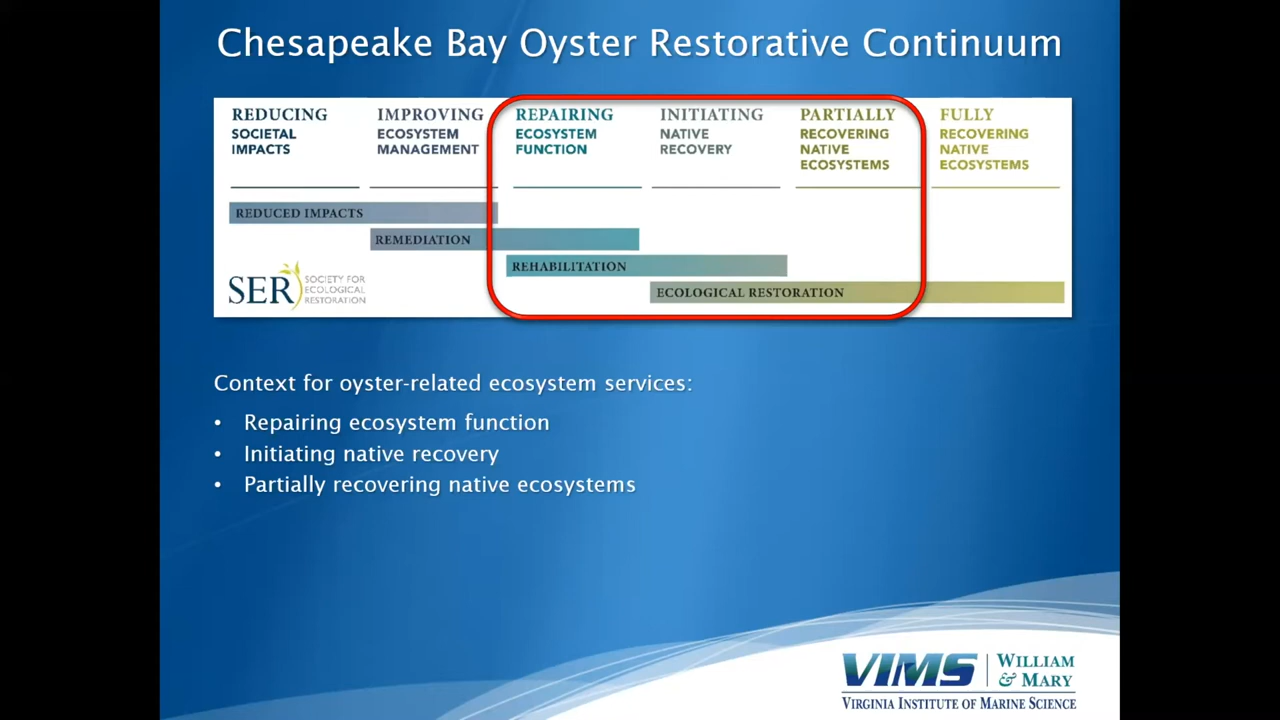 Chesapeake Bay Oyster Restorative Continuum
REDUCING
SOCIETAL
IMPACTS
IMPROVING
ECOSYSTEM
MANAGEMENT
REPAIRING
ECOSYSTEM
FUNCTION
INITIATING
NATIVE
RECOVERY
PARTIALLY
RECOVERING
NATIVE
ECOSYSTEMS
FULLY
RECOVERING
NATIVE
ECOSYSTEMS
REDUCED IMPACTS
REMEDIATION
REHABILITATION
ECOLOGICAL RESTORATION
SER
SOCIETY FOR
ECOLOGICAL
RESTORATION
Context for oyster-related ecosystem services:
• Repairing ecosystem function
• Initiating native recovery
• Partially recovering native ecosystems
VIMS
WILLIAM
& MARY
VIRGINIA INSTITUTE OF MARINE SCIENCE